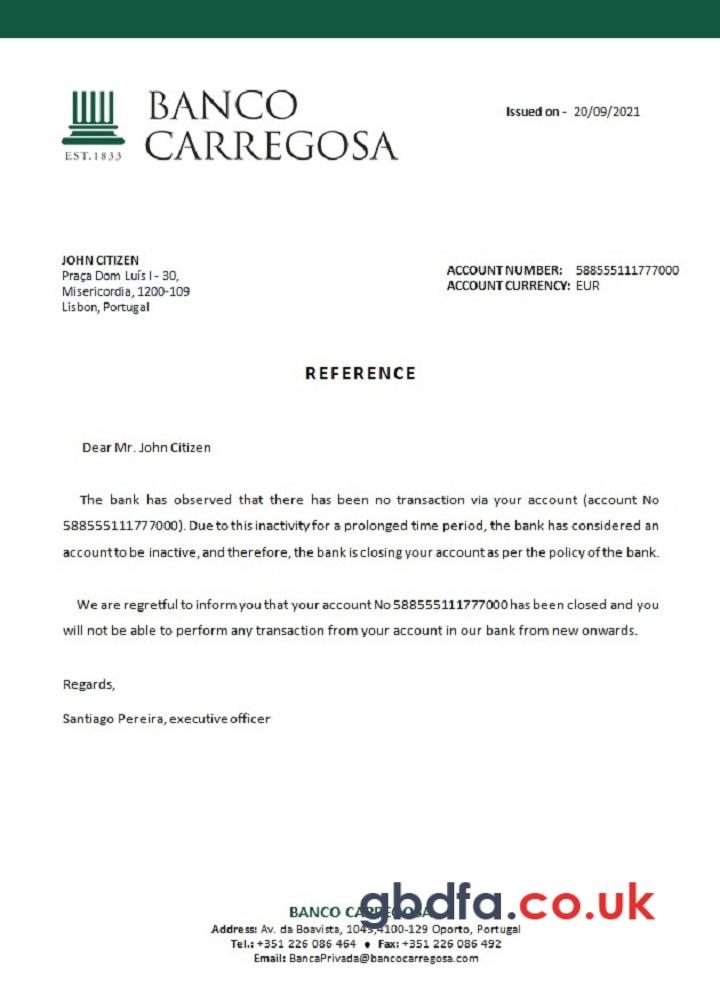 BANCO
CARREGOSA
EST.1833
Issued on - 20/09/2021
JOHN CITIZEN
Praça Dom Luís I - 30,
Misericordia, 1200-109
Lisbon, Portugal
ACCOUNT NUMBER: 588555111777000
ACCOUNT CURRENCY: EUR
REFERENCE
Dear Mr. John Citizen
The bank has observed that there has been no transaction via your account (account No
588555111777000). Due to this inactivity for a prolonged time period, the bank has considered an
account to be inactive, and therefore, the bank is closing your account as per the policy of the bank.
We are regretful to inform you that your account No 588555111777000 has been closed and you
will not be able to perform any transaction from your account in our bank from new onwards.
Regards,
Santiago Pereira, executive officer
gbdfa.co.uk
BANCO CARREGOSA
Address: Av. da Boavista, 1043,4100-129 Oporto, Portugal
Tel.: +351 226 086 464 ● Fax: +351 226 086 492
Email: BancaPrivada@bancocarregosa.com